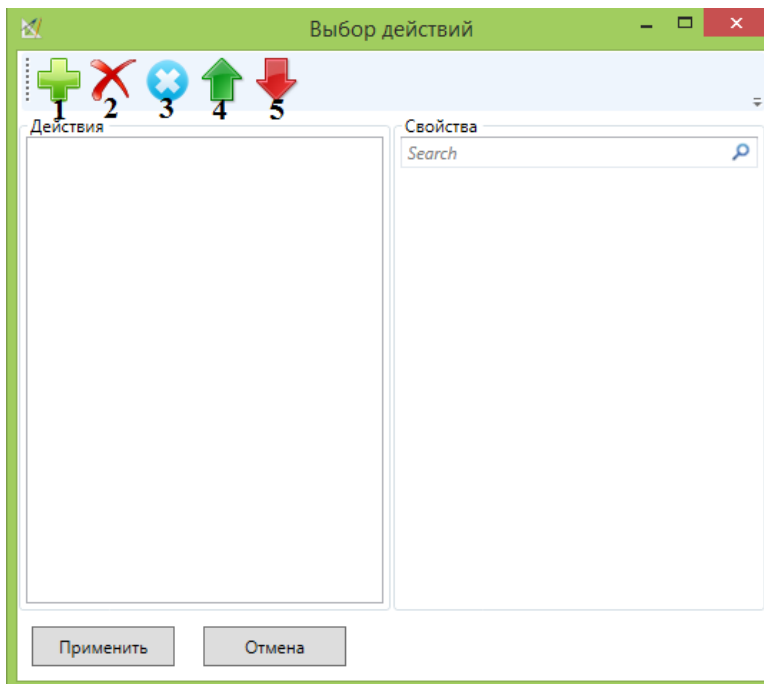 Выбор действий
1 2 3 4 5
Действия
Свойства
Search
Применить
Отмена